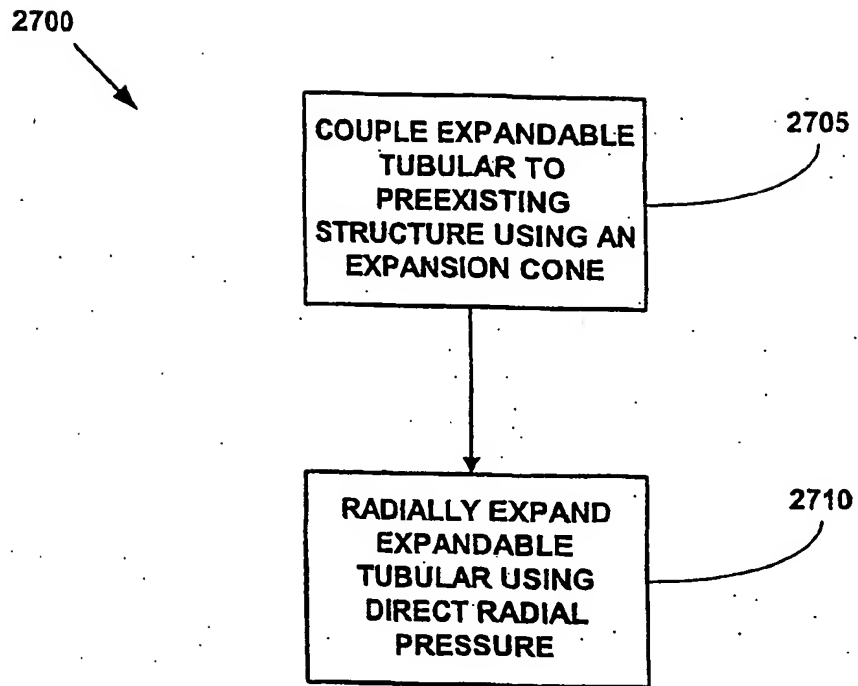 2700
COUPLE EXPANDABLE
TUBULAR TO
PREEXISTING
STRUCTURE USING AN
EXPANSION CONE
2705
RADIALLY EXPAND
EXPANDABLE
TUBULAR USING
DIRECT RADIAL
PRESSURE
2710